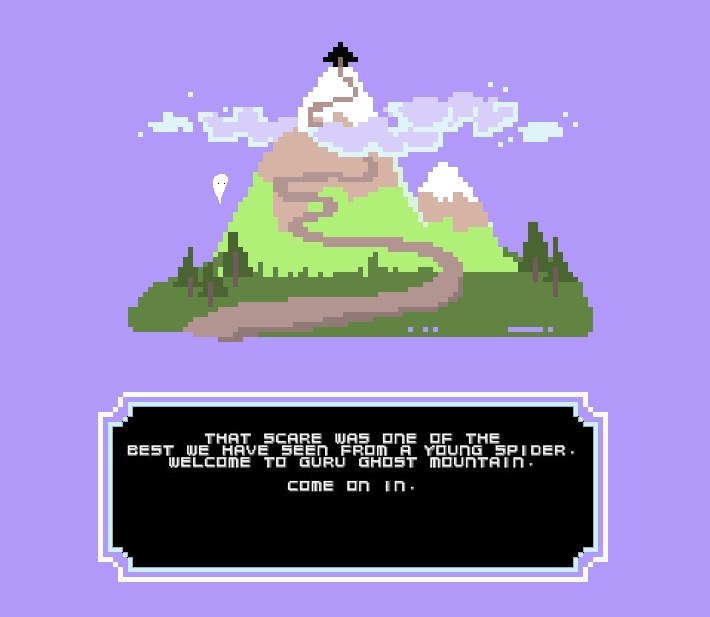 THAT SCARE WAS ONE OF THE
BEST WE HAVE SEEN FROM A YOUNG SPIDER.
WELCOME TO GURU GHOST MOUNTAIN.
COME ON IN.